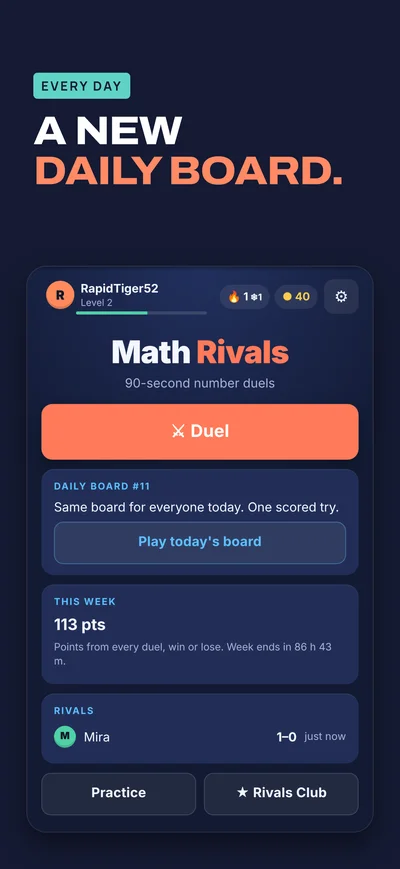 EVERY DAY
A NEW
DAILY BOARD.
R
RapidTiger52
Level 2
🔥 1 ❄1
40
⚙
Math Rivals
90-second number duels
⚔ Duel
DAILY BOARD #11
Same board for everyone today. One scored try.
Play today's board
THIS WEEK
113 pts
Points from every duel, win or lose. Week ends in 86 h 43
m.
RIVALS
M
Mira
1–0 just now
Practice
★ Rivals Club